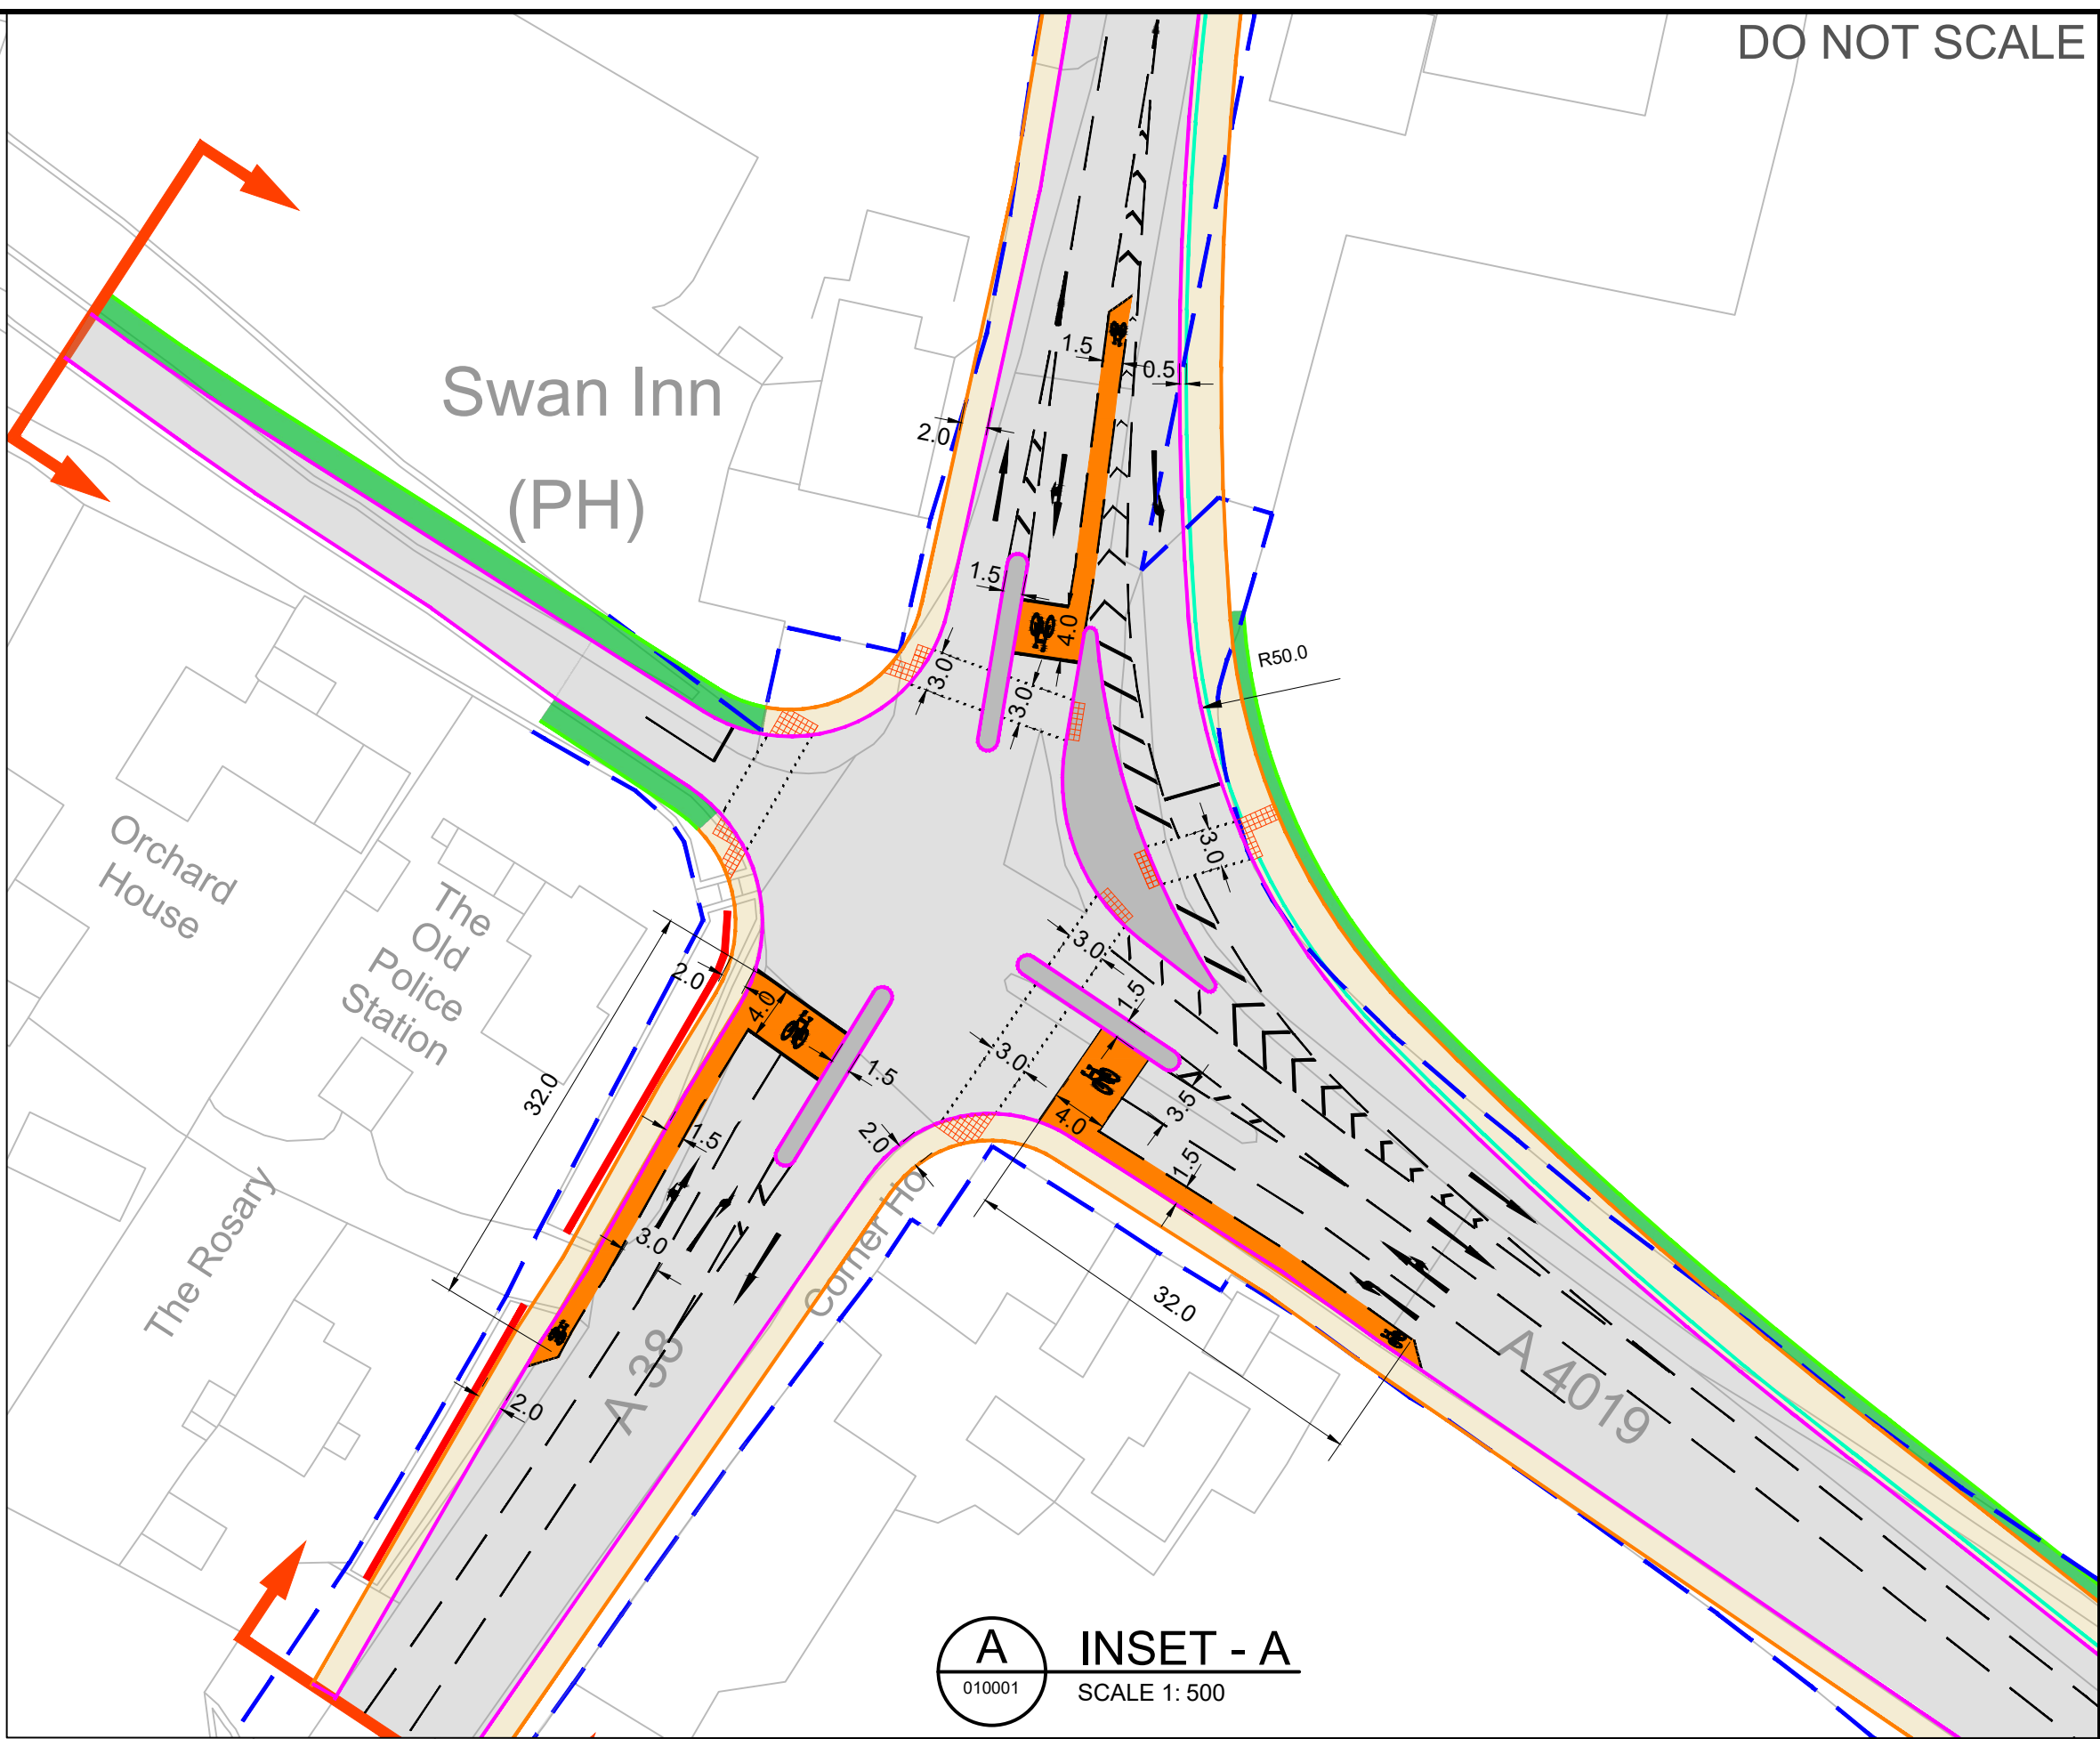 DO NOT SCALE
Swan Inn
(PH)
1.5
0.5
2.0
1.5
4.0
3.0
3.0
R50.0
3.0
Orchard
House
The
Old
Police
Station
2.0
4.0
3.0
1.5
3.0
1.5
32.0
3.5
4.0
2.0
1.5
1.5
The Rosary
3.0
Corner Ho
32.0
2.0
A 38
A 4019
A
010001
INSET - A
SCALE 1: 500